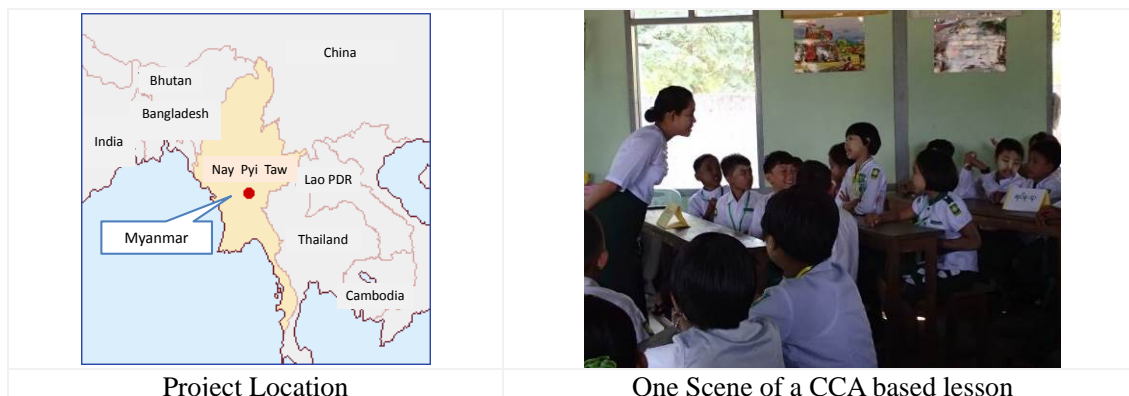 China
Bhutan
Bangladesh
India
Nay Pyi Taw
Lao PDR
Myanmar
Thailand
Cambodia
Project Location
One Scene of a CCA based lesson